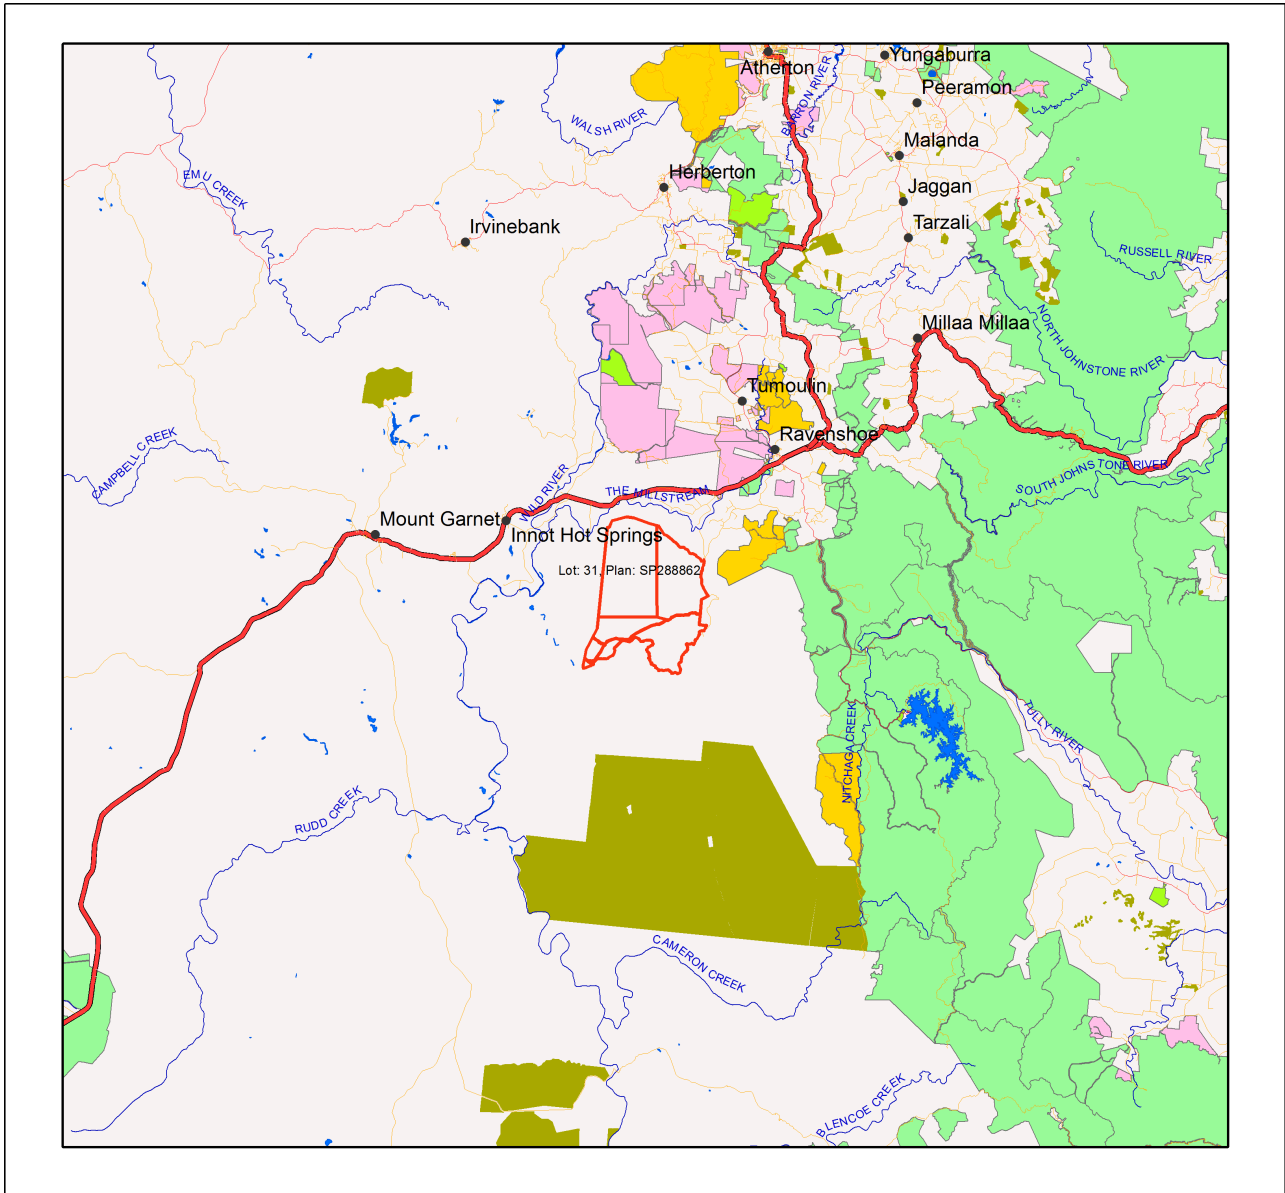 Yungaburra
Atherton
Peeramon
BARRON RIVER
WALSH RIVER
Malanda
Herberton
EMU CREEK
Jaggan
Irvinebank
Tarzali
RUSSELL RIVER
Millaa Millaa
NORTH JOHNSTONE RIVER
Tumoulin
Ravenshoe
CAMPBELL CREEK
SOUTH JOHNSTONE RIVER
WILD RIVER
THE MILLSTREAM
Mount Garnet
Innot Hot Springs
Lot: 31, Plan: SP288862
TULLY RIVER
NITCHAGA CREEK
RUDD CREEK
CAMERON CREEK
BLENCOE CREEK